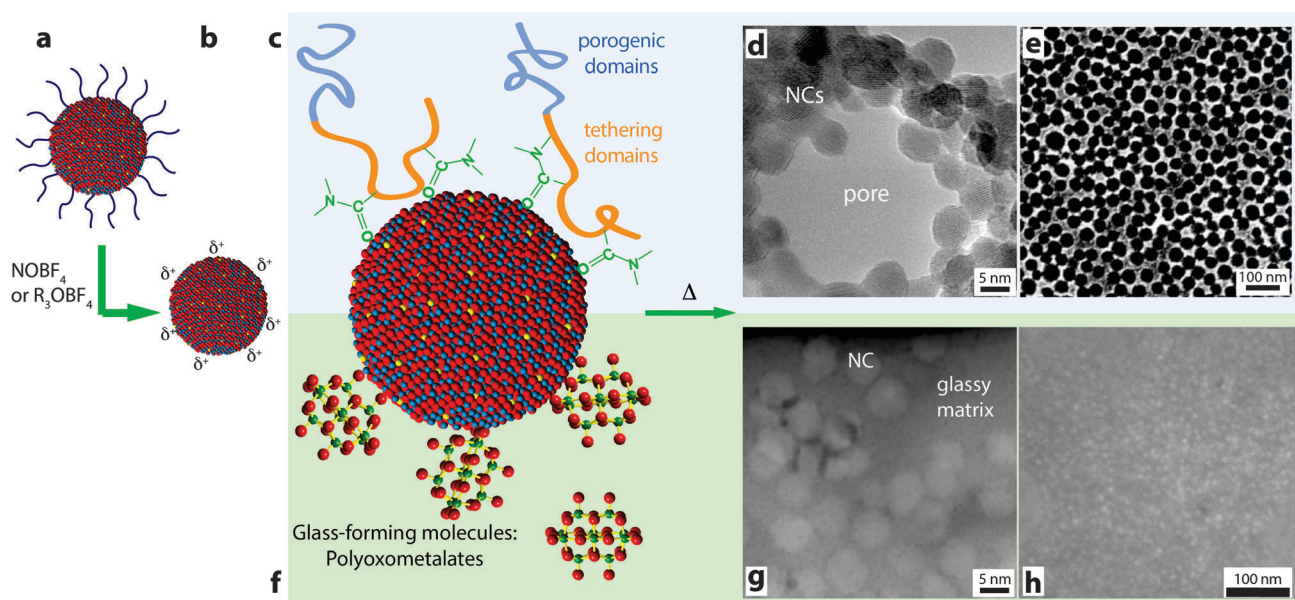 a
b
c
d
e
porogenic
domains
tethering
domains
NCs
pore
5 nm
100 nm
N
C
O
C
N
O
N
C
O
O
C
N
δ⁺
δ⁺
δ⁺
δ⁺
δ⁺
δ⁺
δ⁺
NOBF₄
or R₃OBF₄
Δ
NC
glassy
matrix
Glass-forming molecules:
Polyoxometalates
f
g
5 nm
h
100 nm